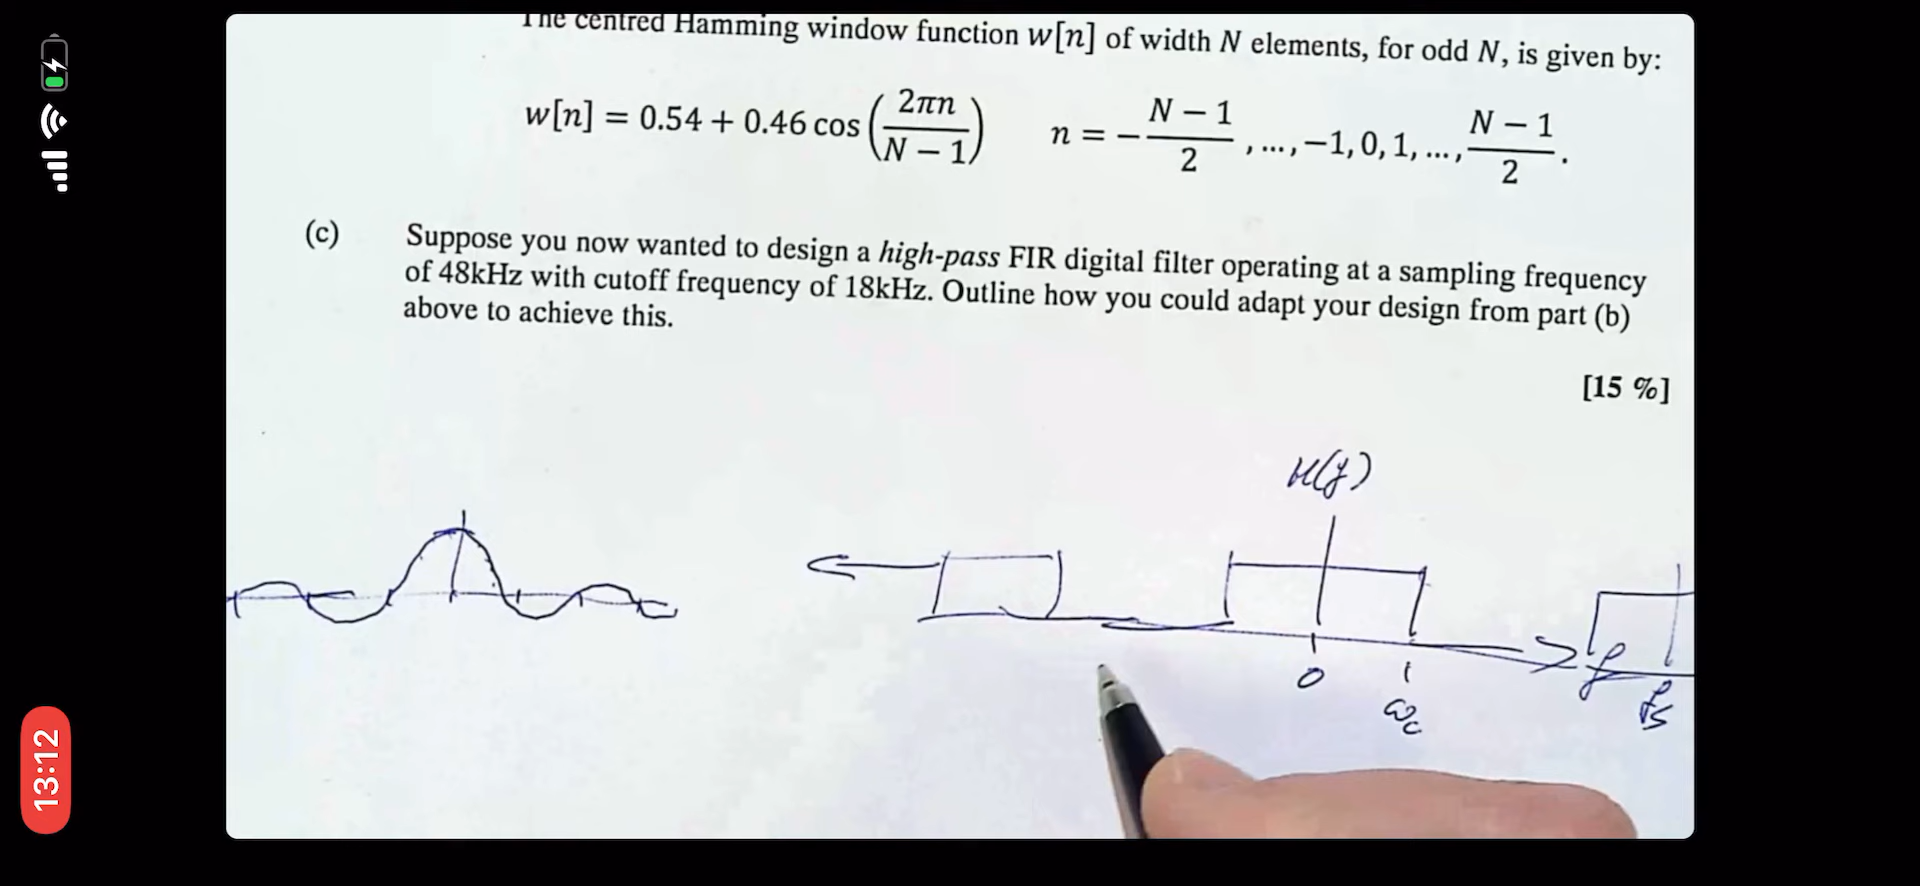 The centred Hamming window function w[n] of width N elements, for odd N, is given by:
w[n] = 0.54 + 0.46 cos(2πn / N − 1) n = − N − 1 / 2 , ..., −1, 0, 1, ..., N − 1 / 2 .
(c) Suppose you now wanted to design a high-pass FIR digital filter operating at a sampling frequency
of 48kHz with cutoff frequency of 18kHz. Outline how you could adapt your design from part (b)
above to achieve this.
[15 %]
H(f)
0
ωc
f
fs
13:12